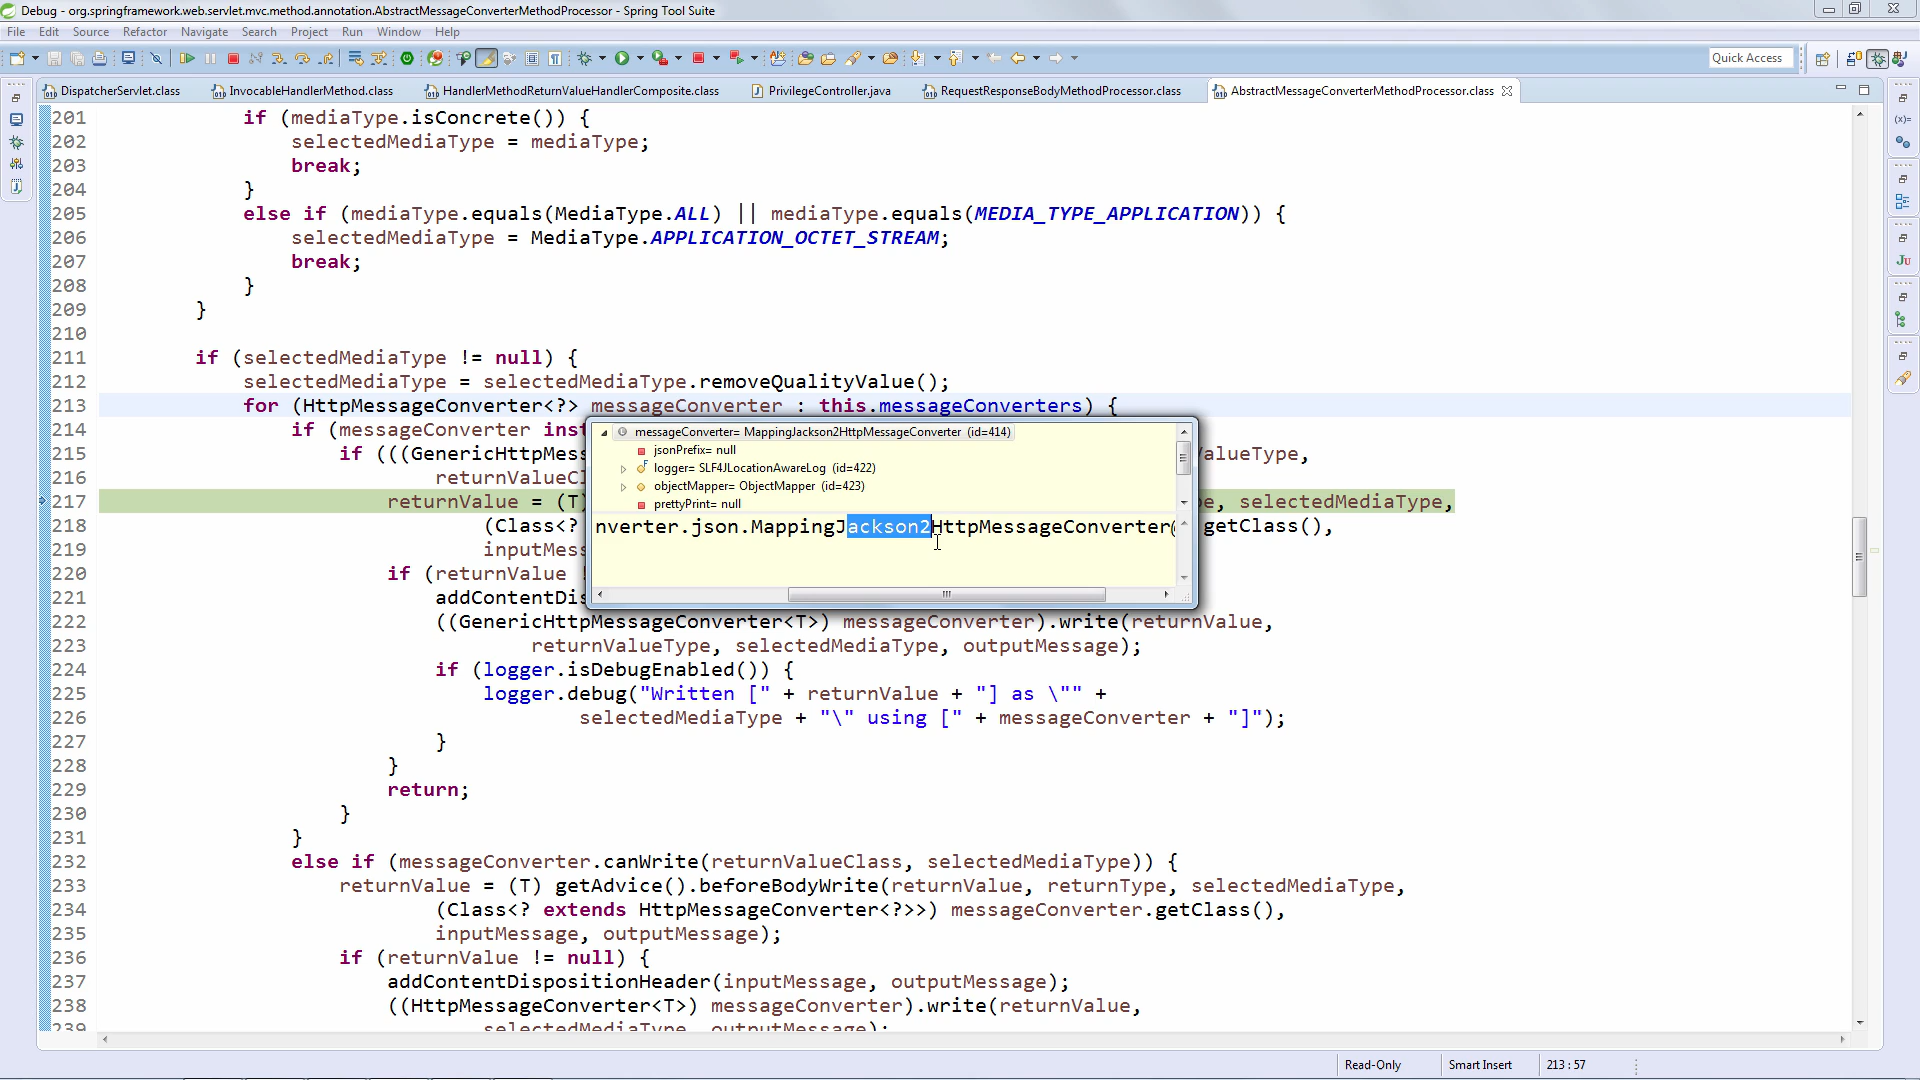 Debug - org.springframework.web.servlet.mvc.method.annotation.AbstractMessageConverterMethodProcessor - Spring Tool Suite
File Edit Source Refactor Navigate Search Project Run Window Help
Quick Access
DispatcherServlet.class InvocableHandlerMethod.class HandlerMethodReturnValueHandlerComposite.class PrivilegeController.java RequestResponseBodyMethodProcessor.class AbstractMessageConverterMethodProcessor.class
201 if (mediaType.isConcrete()) {
202 selectedMediaType = mediaType;
203 break;
204 }
205 else if (mediaType.equals(MediaType.ALL) || mediaType.equals(MEDIA_TYPE_APPLICATION)) {
206 selectedMediaType = MediaType.APPLICATION_OCTET_STREAM;
207 break;
208 }
209 }
210
211 if (selectedMediaType != null) {
212 selectedMediaType = selectedMediaType.removeQualityValue();
213 for (HttpMessageConverter<?> messageConverter : this.messageConverters) {
214 if (messageConverter inst
215 if (((GenericHttpMess alueType,
216 returnValueCl
217 returnValue = (T) e, selectedMediaType,
218 (Class<? getClass(),
219 inputMess
220 if (returnValue !
221 addContentDis
messageConverter= MappingJackson2HttpMessageConverter (id=414)
jsonPrefix= null
logger= SLF4JLocationAwareLog (id=422)
objectMapper= ObjectMapper (id=423)
prettyPrint= null
nverter.json.MappingJackson2HttpMessageConverter@
222 ((GenericHttpMessageConverter<T>) messageConverter).write(returnValue,
223 returnValueType, selectedMediaType, outputMessage);
224 if (logger.isDebugEnabled()) {
225 logger.debug("Written [" + returnValue + "] as \"" +
226 selectedMediaType + "\" using [" + messageConverter + "]");
227 }
228 }
229 return;
230 }
231 }
232 else if (messageConverter.canWrite(returnValueClass, selectedMediaType)) {
233 returnValue = (T) getAdvice().beforeBodyWrite(returnValue, returnType, selectedMediaType,
234 (Class<? extends HttpMessageConverter<?>>) messageConverter.getClass(),
235 inputMessage, outputMessage);
236 if (returnValue != null) {
237 addContentDispositionHeader(inputMessage, outputMessage);
238 ((HttpMessageConverter<T>) messageConverter).write(returnValue,
239 selectedMediaType, outputMessage);
Read-Only Smart Insert 213 : 57